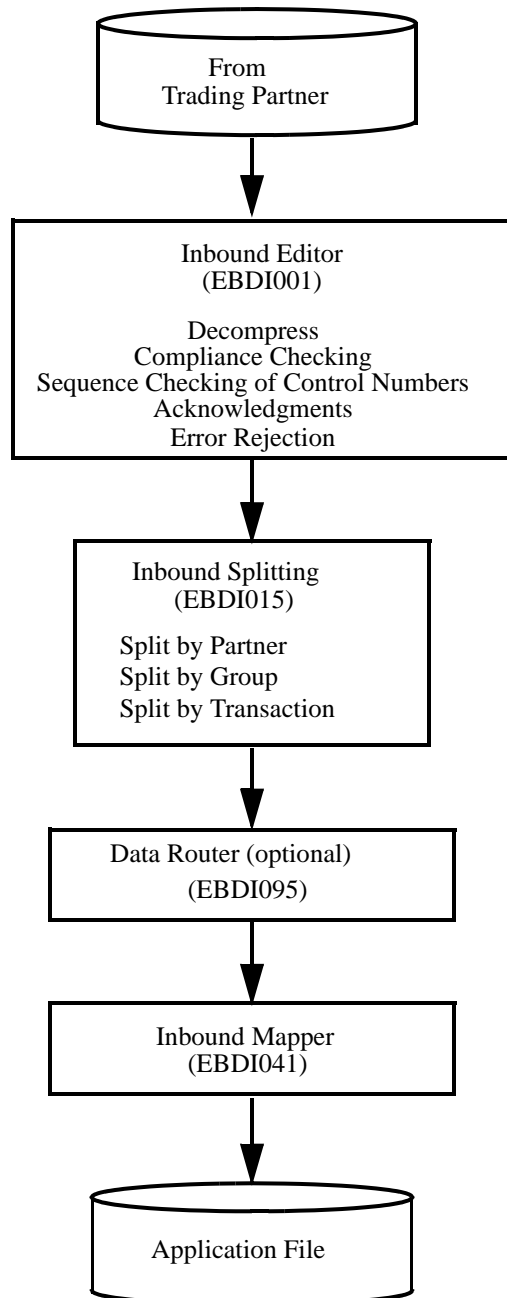 From
Trading Partner
Inbound Editor
(EBDI001)
Decompress
Compliance Checking
Sequence Checking of Control Numbers
Acknowledgments
Error Rejection
Inbound Splitting
(EBDI015)
Split by Partner
Split by Group
Split by Transaction
Data Router (optional)
(EBDI095)
Inbound Mapper
(EBDI041)
Application File